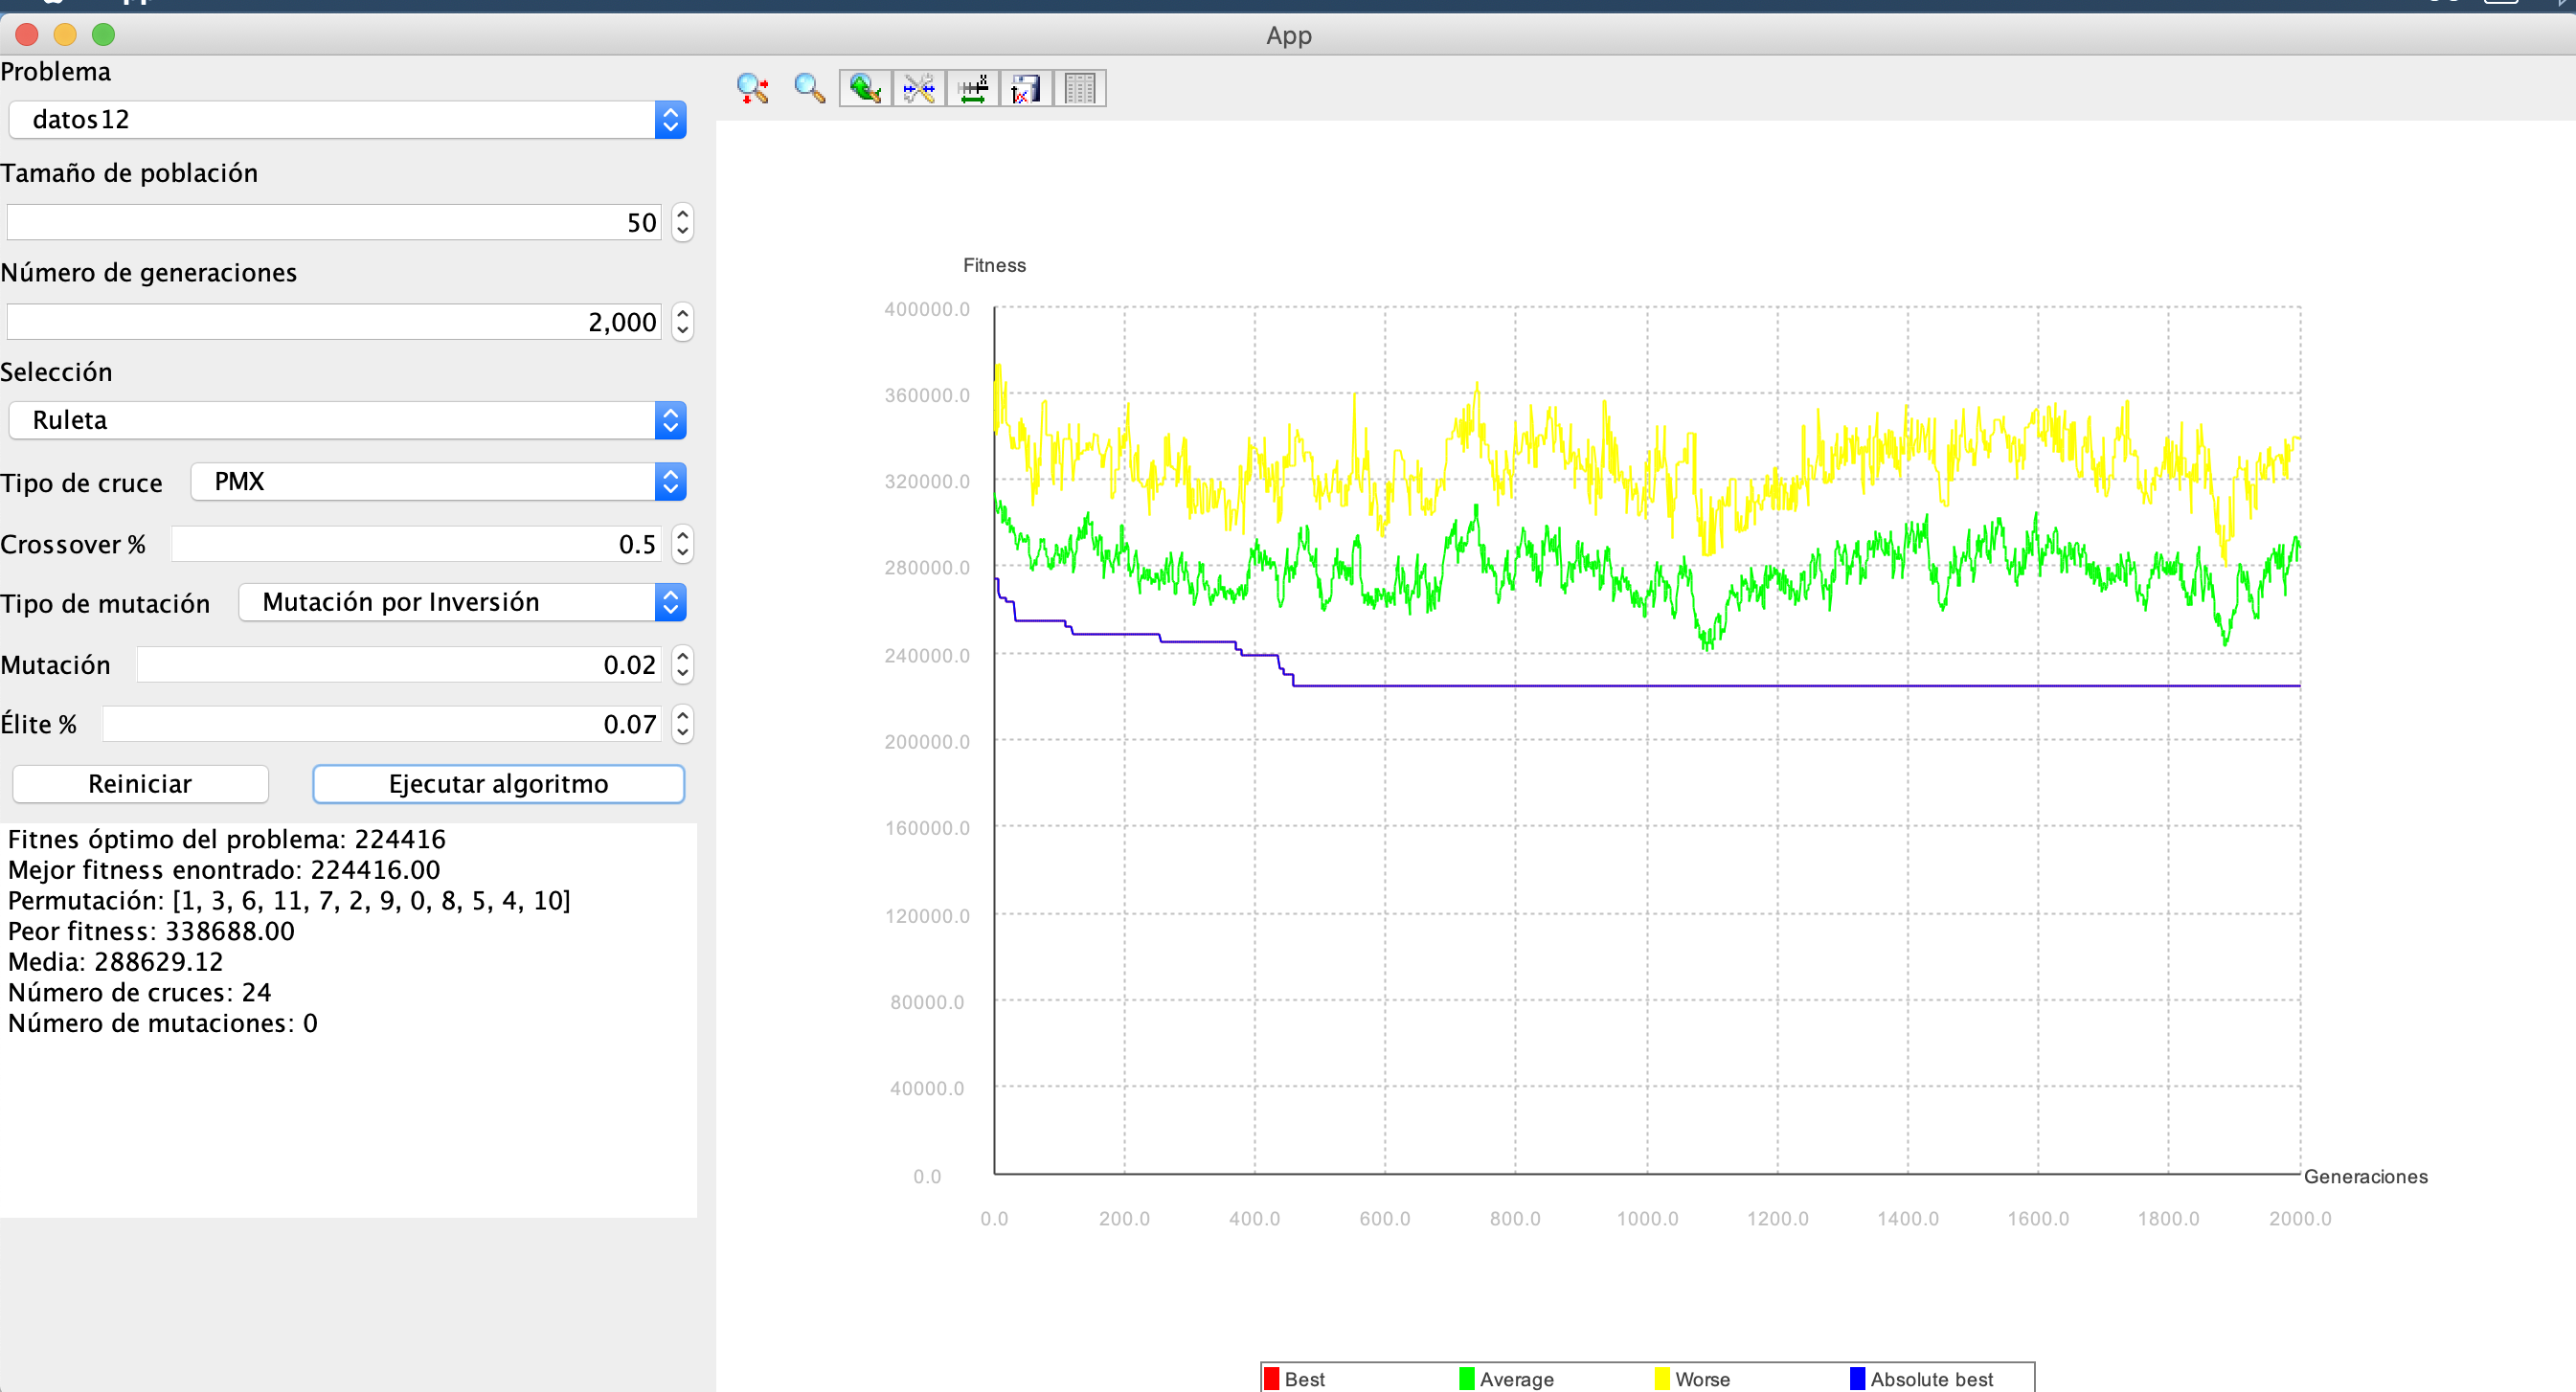 App
Problema
datos12
Tamaño de población
50
Número de generaciones
2,000
Selección
Ruleta
Tipo de cruce PMX
Crossover % 0.5
Tipo de mutación Mutación por Inversión
Mutación 0.02
Élite % 0.07
Reiniciar Ejecutar algoritmo
Fitnes óptimo del problema: 224416
Mejor fitness enontrado: 224416.00
Permutación: [1, 3, 6, 11, 7, 2, 9, 0, 8, 5, 4, 10]
Peor fitness: 338688.00
Media: 288629.12
Número de cruces: 24
Número de mutaciones: 0
Fitness
400000.0
360000.0
320000.0
280000.0
240000.0
200000.0
160000.0
120000.0
80000.0
40000.0
0.0
Generaciones
0.0 200.0 400.0 600.0 800.0 1000.0 1200.0 1400.0 1600.0 1800.0 2000.0
Best Average Worse Absolute best